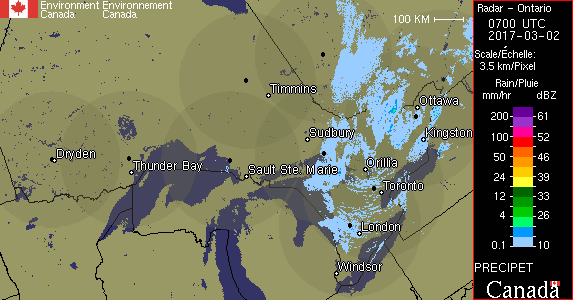 Environment Environnement
Canada Canada
100 KM
Timmins
Ottawa
Sudbury
Kingston
Dryden
Thunder Bay
Sault Ste. Marie
Orillia
Toronto
London
Windsor
Radar - Ontario
0700 UTC
2017-03-02
Scale/Échelle:
3.5 km/Pixel
Rain/Pluie
mm/hr dBZ
200 61
100 52
50 46
24 39
12 33
4 26
0.1 10
PRECIPET
Canada